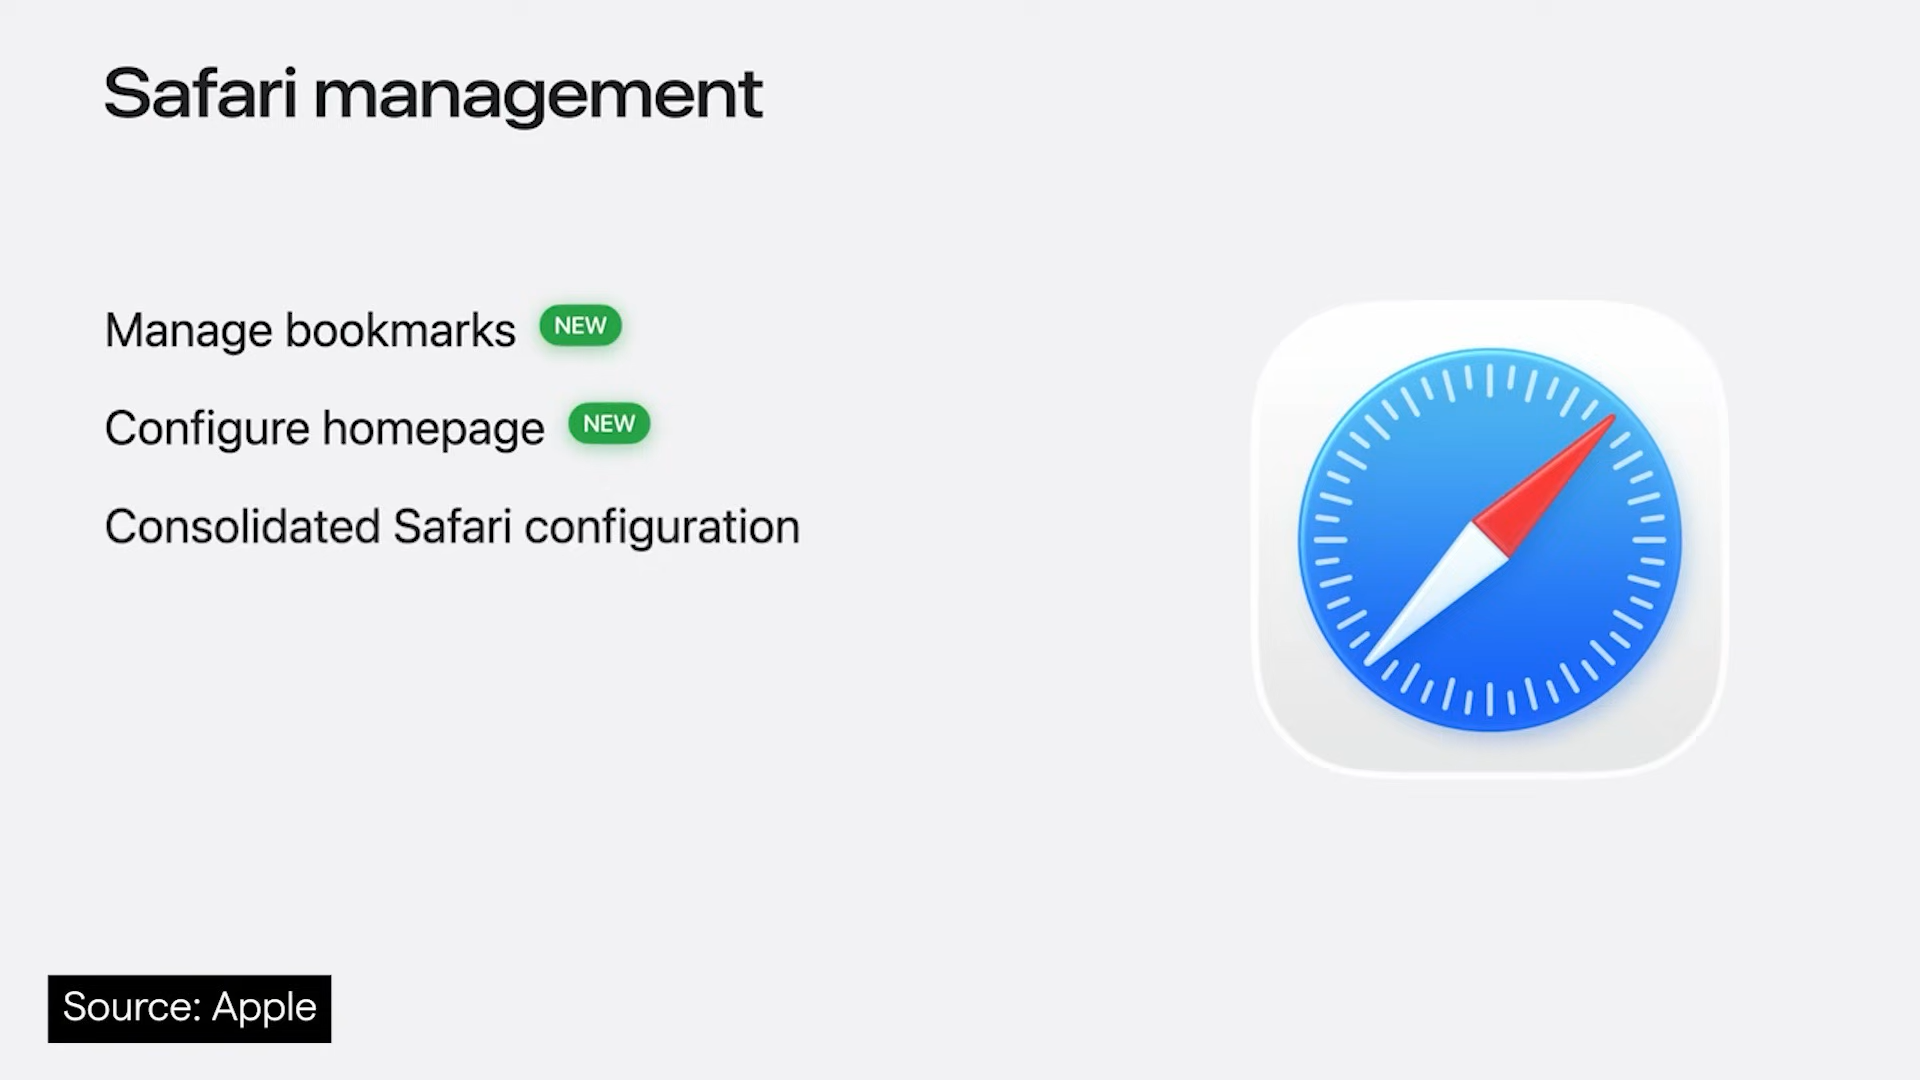 Safari management
Manage bookmarks NEW
Configure homepage NEW
Consolidated Safari configuration
Source: Apple